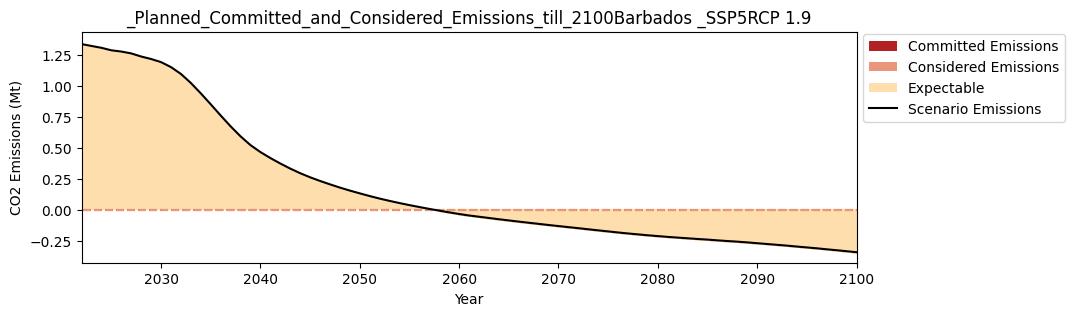 _Planned_Committed_and_Considered_Emissions_till_2100Barbados _SSP5RCP 1.9
Committed Emissions
Considered Emissions
Expectable
Scenario Emissions
CO2 Emissions (Mt)
1.25
1.00
0.75
0.50
0.25
0.00
−0.25
2030 2040 2050 2060 2070 2080 2090 2100
Year